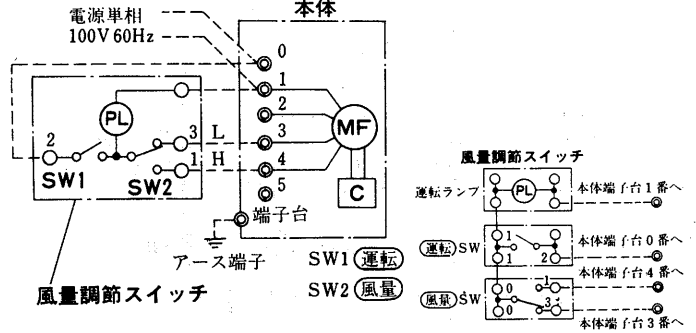 電源単相
100V 60Hz
本体
0
1
2
3
4
5
MF
C
端子台
アース端子
PL
2
SW1
SW2
3 L
1 H
風量調節スイッチ
SW1 運転
SW2 風量
風量調節スイッチ
運転ランプ
PL
本体端子台1番へ
運転 SW
1
1
2
本体端子台0番へ
本体端子台4番へ
風量 SW
0
0
1
3
本体端子台3番へ